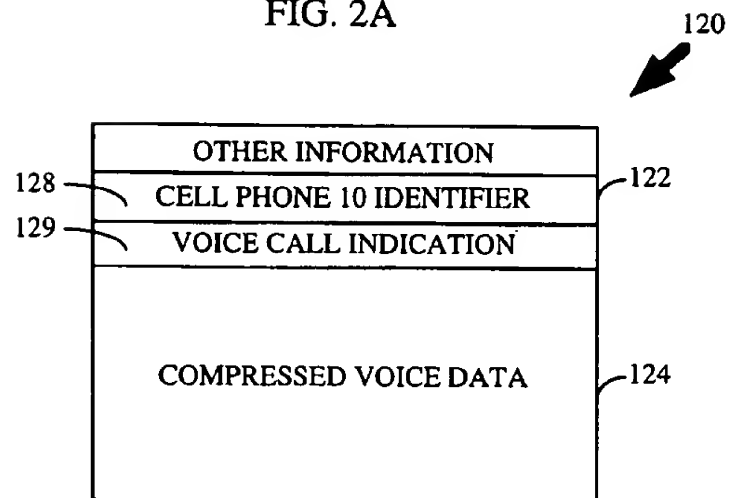 FIG. 2A
120
OTHER INFORMATION
128
CELL PHONE 10 IDENTIFIER
122
129
VOICE CALL INDICATION
COMPRESSED VOICE DATA
124